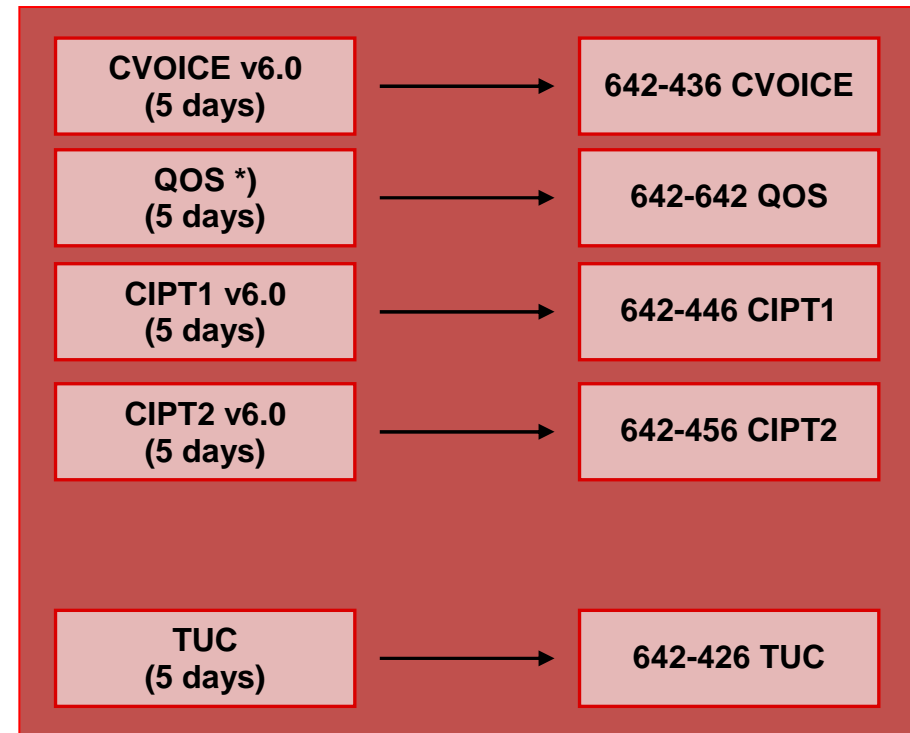 CVOICE v6.0
(5 days)
642-436 CVOICE
QOS *)
(5 days)
642-642 QOS
CIPT1 v6.0
(5 days)
642-446 CIPT1
CIPT2 v6.0
(5 days)
642-456 CIPT2
TUC
(5 days)
642-426 TUC